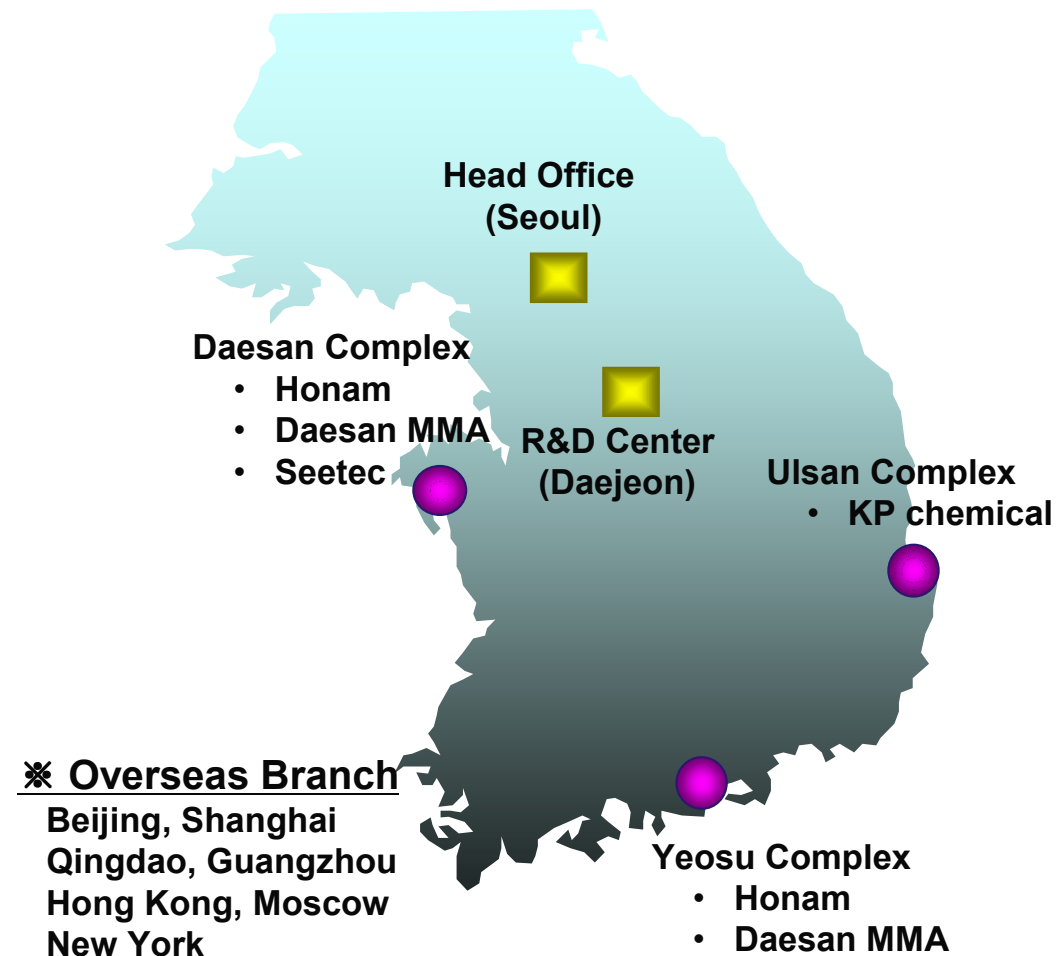 Head Office
(Seoul)
Daesan Complex
• Honam
• Daesan MMA
• Seetec
R&D Center
(Daejeon)
Ulsan Complex
• KP chemical
※ Overseas Branch
Beijing, Shanghai
Qingdao, Guangzhou
Hong Kong, Moscow
New York
Yeosu Complex
• Honam
• Daesan MMA